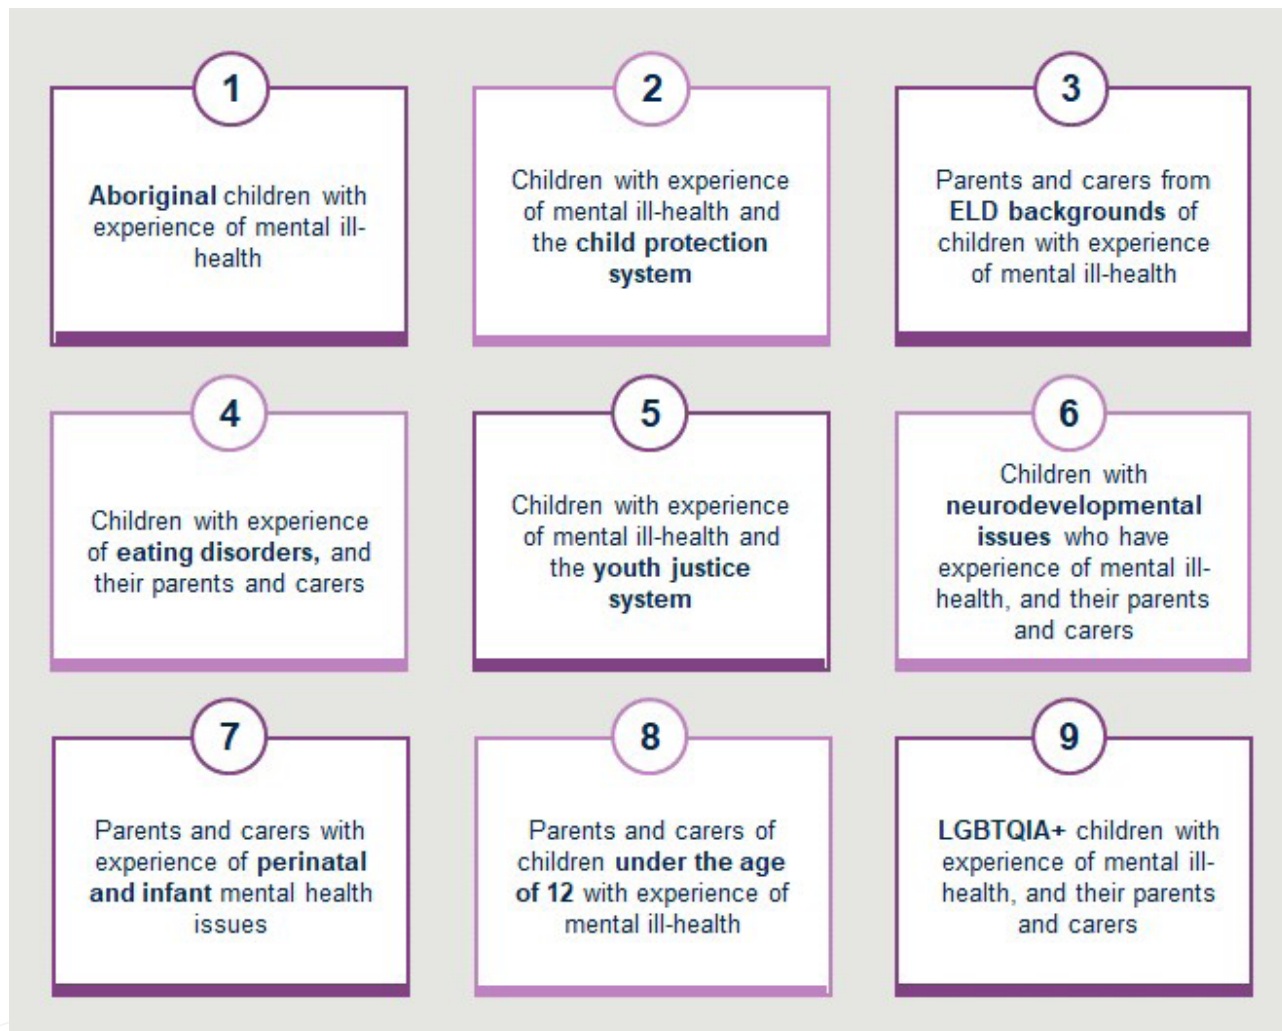 1
Aboriginal children with
experience of mental ill-
health
2
Children with experience
of mental ill-health and
the child protection
system
3
Parents and carers from
ELD backgrounds of
children with experience
of mental ill-health
4
Children with experience
of eating disorders, and
their parents and carers
5
Children with experience
of mental ill-health and
the youth justice
system
6
Children with
neurodevelopmental
issues who have
experience of mental ill-
health, and their parents
and carers
7
Parents and carers with
experience of perinatal
and infant mental health
issues
8
Parents and carers of
children under the age
of 12 with experience of
mental ill-health
9
LGBTQIA+ children with
experience of mental ill-
health, and their parents
and carers